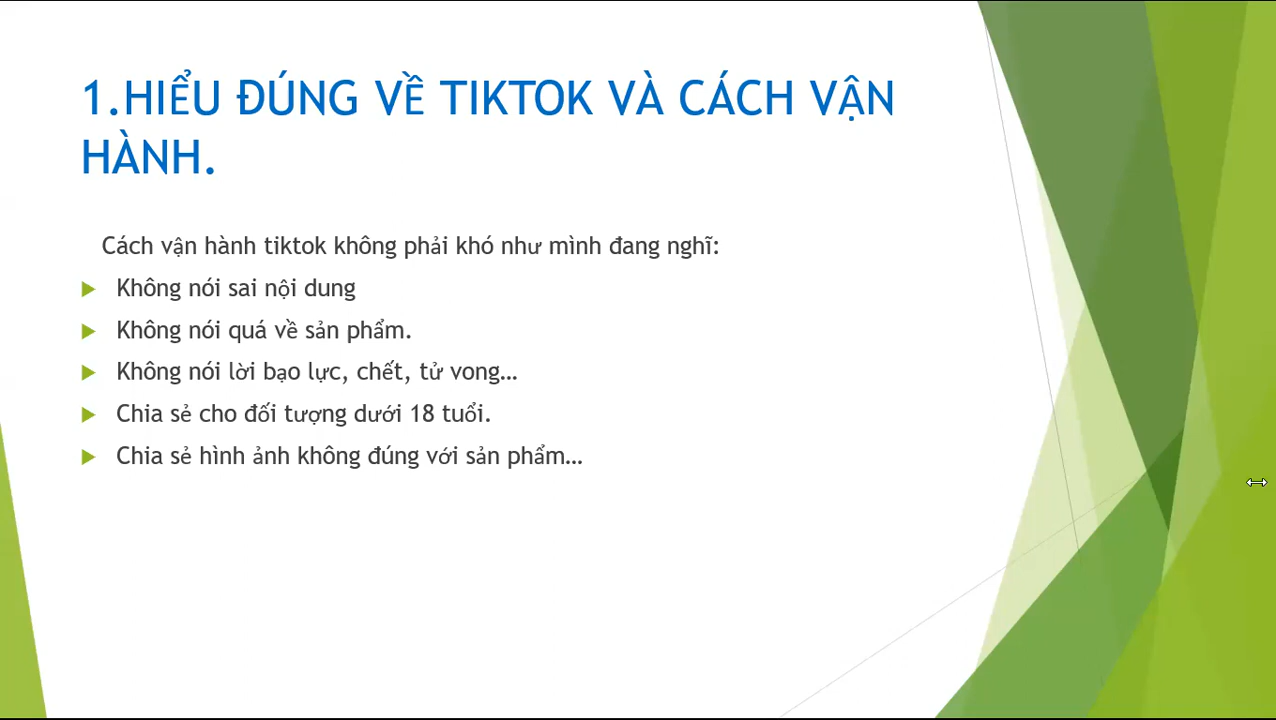 1.HIỂU ĐÚNG VỀ TIKTOK VÀ CÁCH VẬN
HÀNH.
Cách vận hành tiktok không phải khó như mình đang nghĩ:
Không nói sai nội dung
Không nói quá về sản phẩm.
Không nói lời bạo lực, chết, tử vong…
Chia sẻ cho đối tượng dưới 18 tuổi.
Chia sẻ hình ảnh không đúng với sản phẩm…